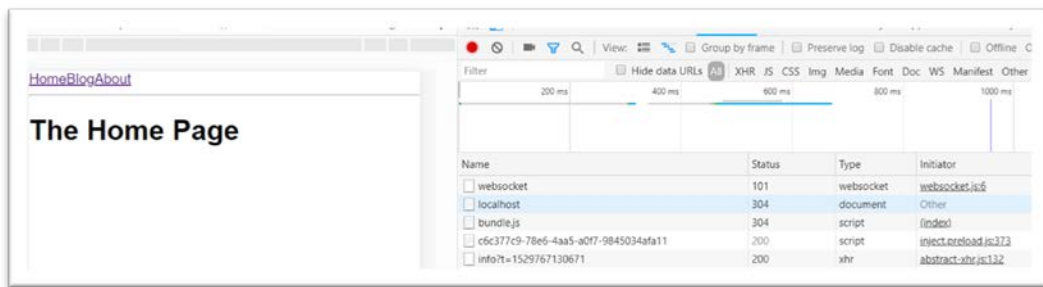 HomeBlogAbout
The Home Page
View: Group by frame Preserve log Disable cache Offline
Filter Hide data URLs All XHR JS CSS Img Media Font Doc WS Manifest Other
200 ms 400 ms 600 ms 800 ms 1000 ms
Name Status Type Initiator
websocket 101 websocket websocket.js:6
localhost 304 document Other
bundle.js 304 script (index)
c6c377c9-78e6-4aa5-a0f7-9845034afa11 200 script inject.preload.js:373
info?t=1529767130671 200 xhr abstract-xhr.js:132